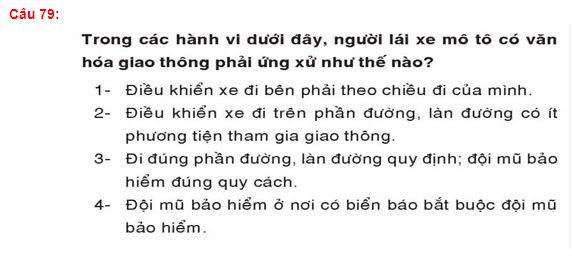 Câu 79:
Trong các hành vi dưới đây, người lái xe mô tô có văn
hóa giao thông phải ứng xử như thế nào?
1- Điều khiển xe đi bên phải theo chiều đi của mình.
2- Điều khiển xe đi trên phần đường, làn đường có ít
phương tiện tham gia giao thông.
3- Đi đúng phần đường, làn đường quy định; đội mũ bảo
hiểm đúng quy cách.
4- Đội mũ bảo hiểm ở nơi có biển báo bắt buộc đội mũ
bảo hiểm.